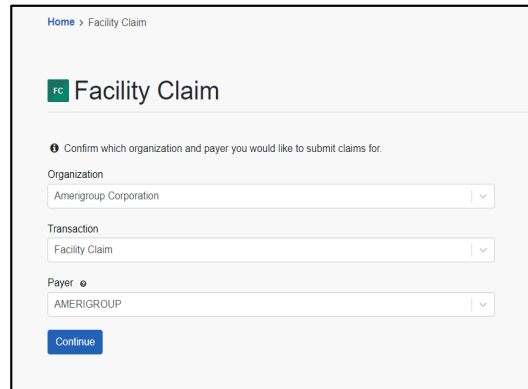 Home > Facility Claim
FC Facility Claim
Confirm which organization and payer you would like to submit claims for.
Organization
Amerigroup Corporation
Transaction
Facility Claim
Payer
AMERIGROUP
Continue